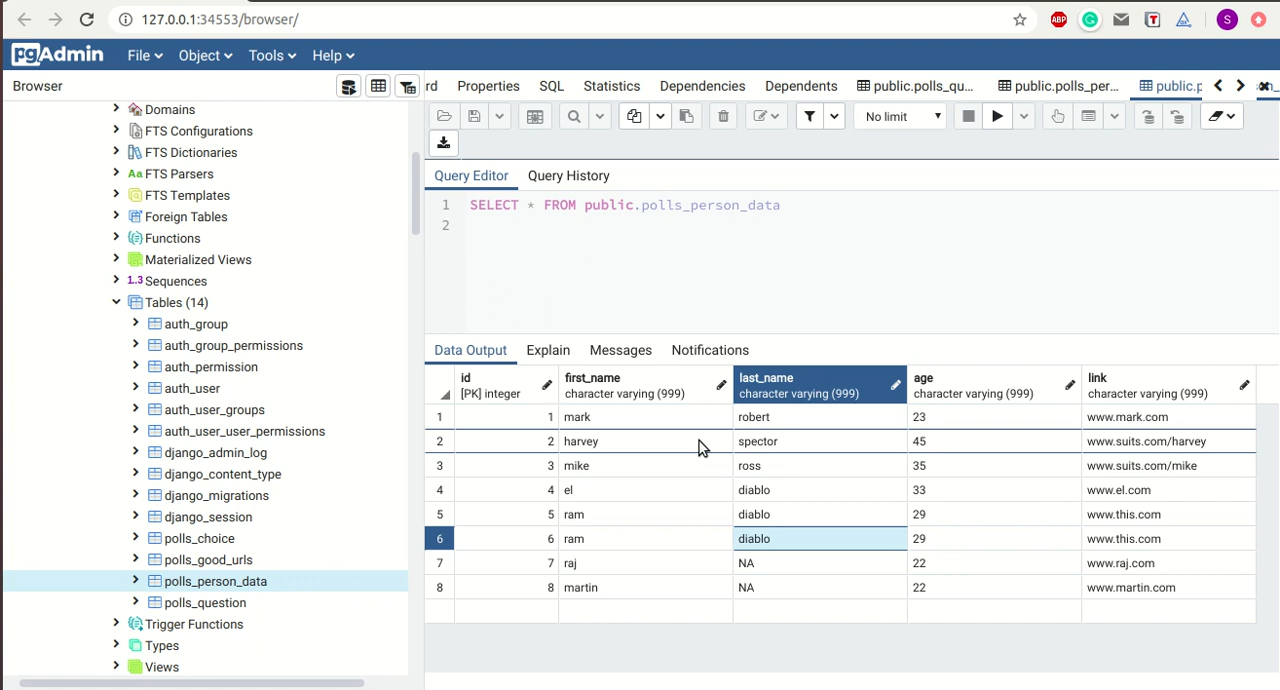 127.0.0.1:34553/browser/
ABP
T
S
pgAdmin File Object Tools Help
Browser
rd Properties SQL Statistics Dependencies Dependents public.polls_qu... public.polls_per... public.p
No limit
Domains
FTS Configurations
FTS Dictionaries
Aa FTS Parsers
FTS Templates
Foreign Tables
Functions
Materialized Views
1..3 Sequences
Tables (14)
auth_group
auth_group_permissions
auth_permission
auth_user
auth_user_groups
auth_user_user_permissions
django_admin_log
django_content_type
django_migrations
django_session
polls_choice
polls_good_urls
polls_person_data
polls_question
Trigger Functions
Types
Views
Query Editor Query History
1 SELECT * FROM public.polls_person_data
2
Data Output Explain Messages Notifications
id first_name last_name age link
[PK] integer character varying (999) character varying (999) character varying (999) character varying (999)
1 1 mark robert 23 www.mark.com
2 2 harvey spector 45 www.suits.com/harvey
3 3 mike ross 35 www.suits.com/mike
4 4 el diablo 33 www.el.com
5 5 ram diablo 29 www.this.com
6 6 ram diablo 29 www.this.com
7 7 raj NA 22 www.raj.com
8 8 martin NA 22 www.martin.com